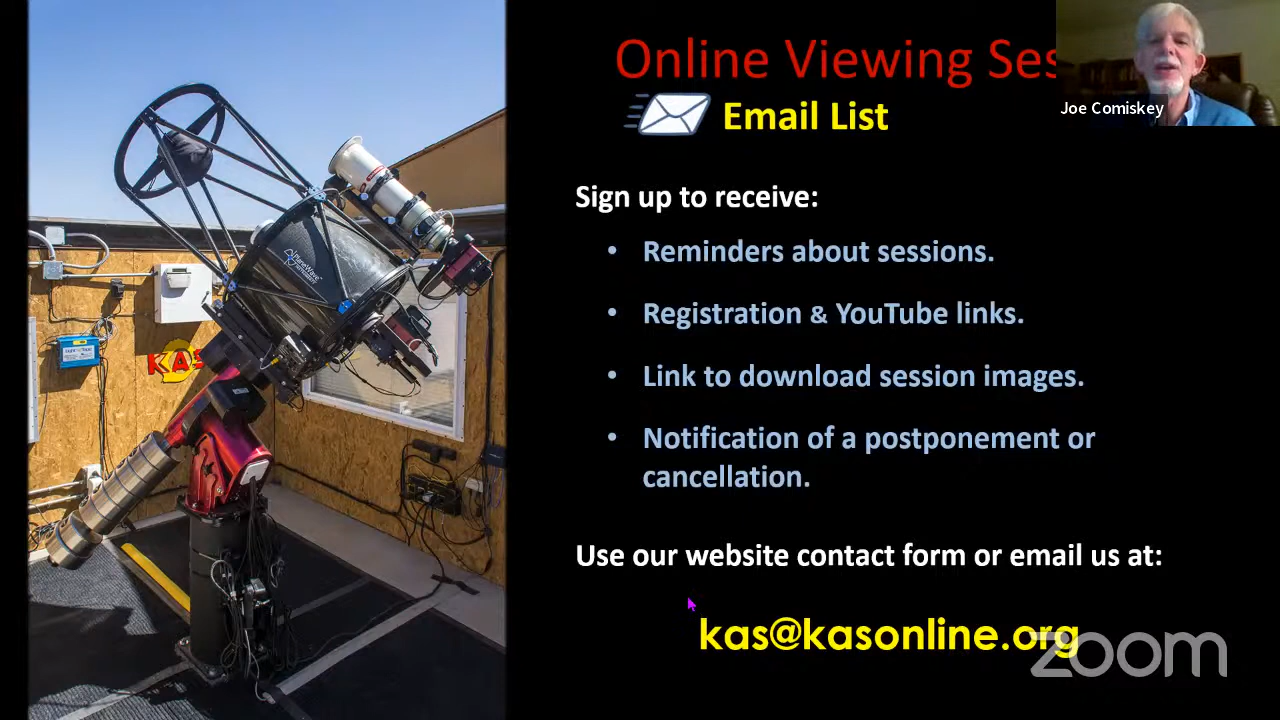 Online Viewing Ses
Joe Comiskey
Email List
Sign up to receive:
• Reminders about sessions.
• Registration & YouTube links.
• Link to download session images.
• Notification of a postponement or
cancellation.
Use our website contact form or email us at:
kas@kasonline.org
zoom
PlaneWave
KAS